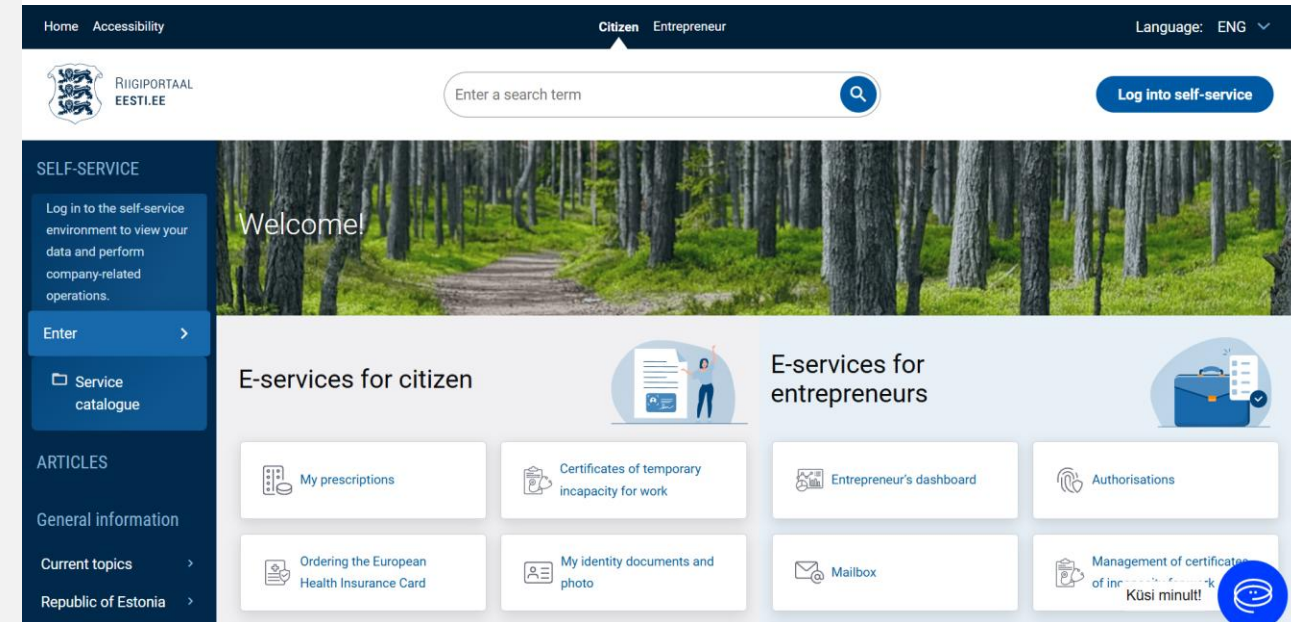 Home Accessibility
Citizen Entrepreneur
Language: ENG
RIIGIPORTAAL
EESTI.EE
Enter a search term
Log into self-service
SELF-SERVICE
Log in to the self-service
environment to view your
data and perform
company-related
operations.
Enter
Service
catalogue
ARTICLES
General information
Current topics
Republic of Estonia
Welcome!
E-services for citizen
My prescriptions
Certificates of temporary
incapacity for work
Ordering the European
Health Insurance Card
My identity documents and
photo
E-services for
entrepreneurs
Entrepreneur's dashboard
Authorisations
Mailbox
Management of certificates
of
Küsi minult!